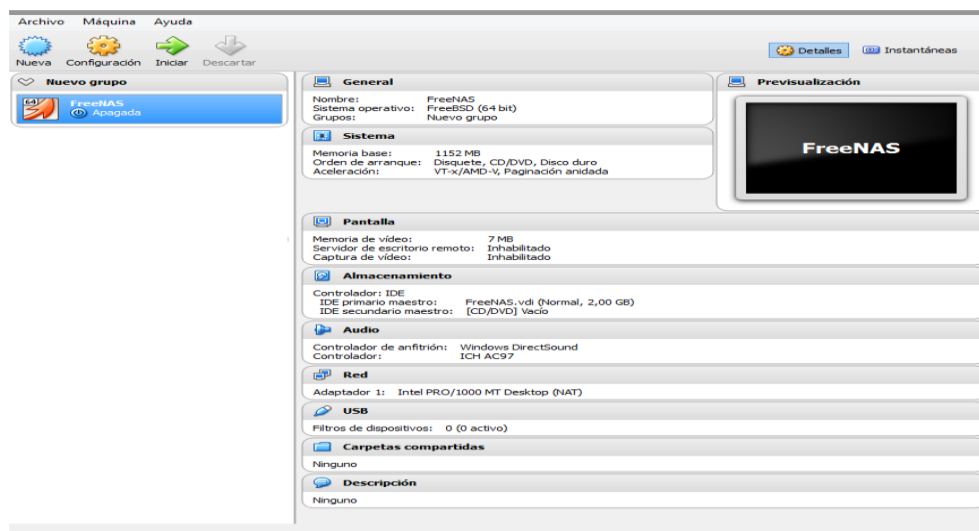 Archivo Máquina Ayuda
Nueva Configuración Iniciar Descartar
Detalles Instantáneas
Nuevo grupo
64
FreeNAS
Apagada
General
Nombre: FreeNAS
Sistema operativo: FreeBSD (64 bit)
Grupos: Nuevo grupo
Previsualización
FreeNAS
Sistema
Memoria base: 1152 MB
Orden de arranque: Disquete, CD/DVD, Disco duro
Aceleración: VT-x/AMD-V, Paginación anidada
Pantalla
Memoria de vídeo: 7 MB
Servidor de escritorio remoto: Inhabilitado
Captura de vídeo: Inhabilitado
Almacenamiento
Controlador: IDE
IDE primario maestro: FreeNAS.vdi (Normal, 2,00 GB)
IDE secundario maestro: [CD/DVD] Vacío
Audio
Controlador de anfitrión: Windows DirectSound
Controlador: ICH AC97
Red
Adaptador 1: Intel PRO/1000 MT Desktop (NAT)
USB
Filtros de dispositivos: 0 (0 activo)
Carpetas compartidas
Ninguno
Descripción
Ninguno